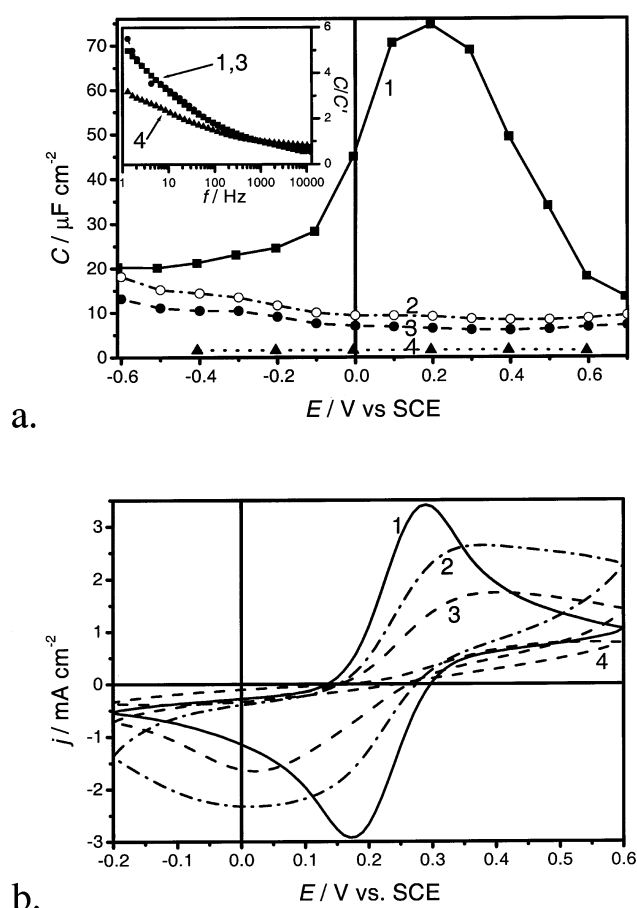 70
60
50
40
30
20
10
0
C / μF cm⁻²
-0.6 -0.4 -0.2 0.0 0.2 0.4 0.6
E / V vs SCE
1
2
3
4
6
4
2
0
C/C'
1 10 100 1000 10000
f / Hz
1,3
4
a.
3
2
1
0
-1
-2
-3
j / mA cm⁻²
-0.2 -0.1 0.0 0.1 0.2 0.3 0.4 0.5 0.6
E / V vs. SCE
1
2
3
4
b.